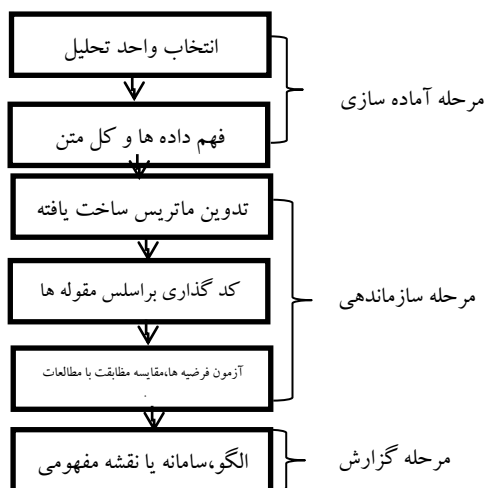 انتخاب واحد تحلیل
فهم داده ها و کل متن
مرحله آماده سازی
تدوین ماتریس ساخت یافته
کد گذاری براسلس مقوله ها
آزمون فرضیه ها،مقایسه مظابقت با مطالعات
.
مرحله سازماندهی
الگو،سامانه یا نقشه مفهومی
مرحله گزارش